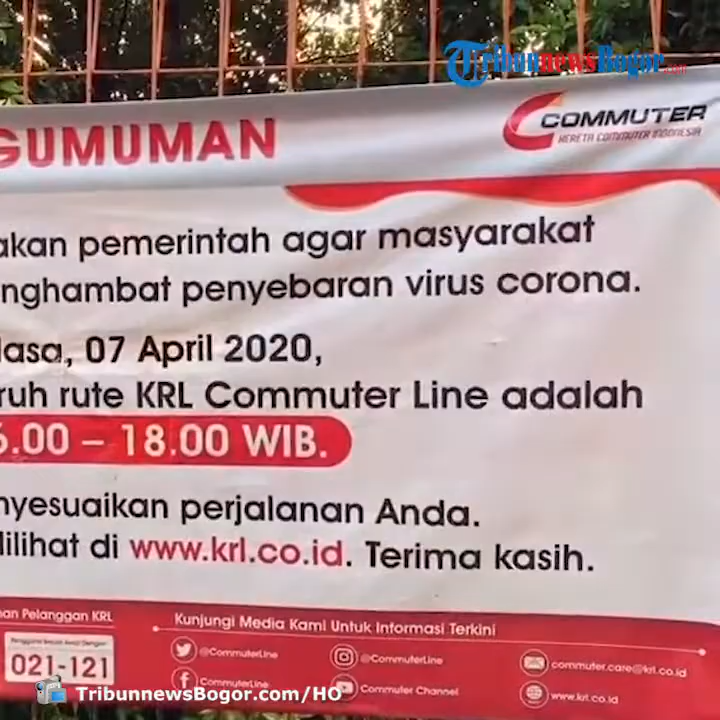 TribunnewsBogor.com
GUMUMAN
COMMUTER
KERETA COMMUTER INDONESIA
akan pemerintah agar masyarakat
nghambat penyebaran virus corona.
lasa, 07 April 2020,
ruh rute KRL Commuter Line adalah
6.00 – 18.00 WIB.
nyesuaikan perjalanan Anda.
dilihat di www.krl.co.id. Terima kasih.
nan Pelanggan KRL
Kunjungi Media Kami Untuk Informasi Terkini
021-121
@CommuterLine
@CommuterLine
commuter.care@krl.co.id
CommuterLine
Commuter Channel
www.krl.co.id
TribunnewsBogor.com/HO